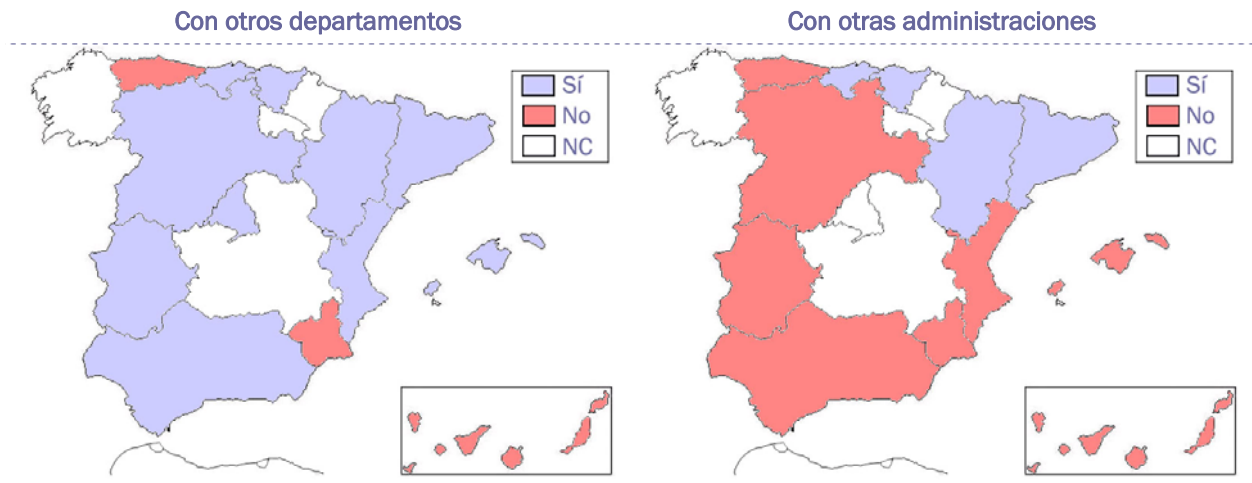 Con otros departamentos
Con otras administraciones
Sí
No
NC
Sí
No
NC